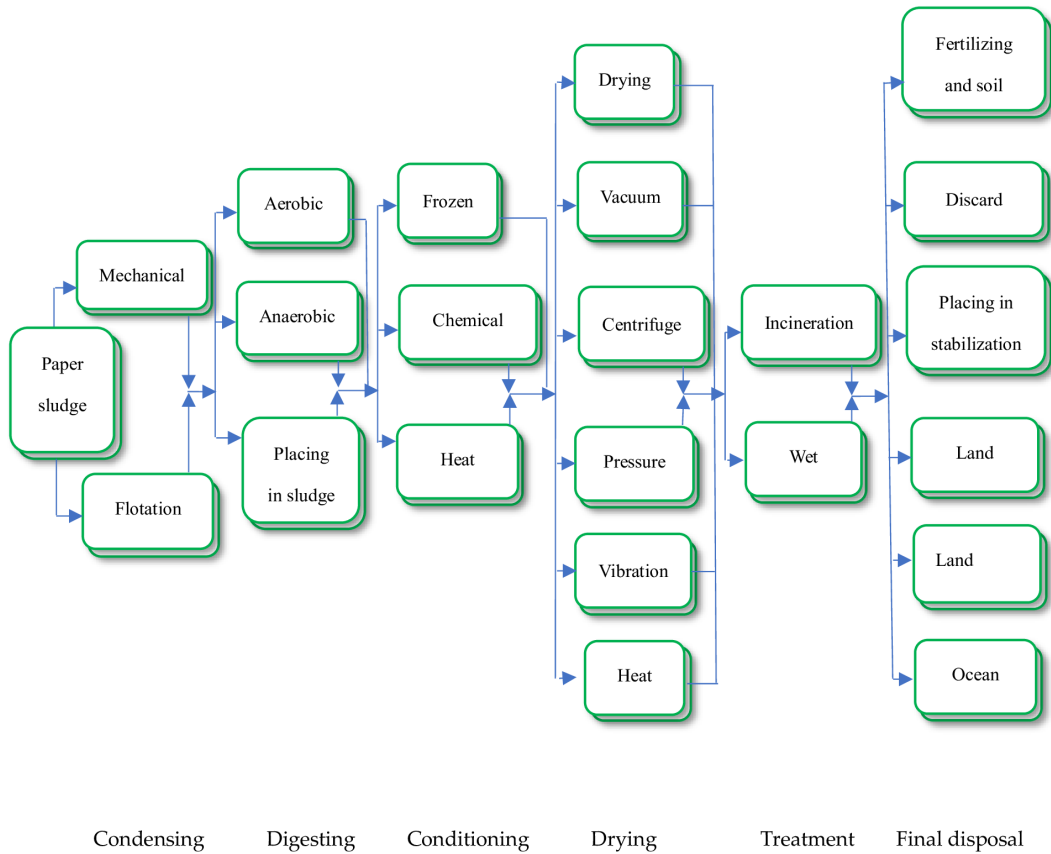 Paper
sludge
Mechanical
Flotation
Aerobic
Anaerobic
Placing
in sludge
Frozen
Chemical
Heat
Drying
Vacuum
Centrifuge
Pressure
Vibration
Heat
Incineration
Wet
Fertilizing
and soil
Discard
Placing in
stabilization
Land
Land
Ocean
Condensing
Digesting
Conditioning
Drying
Treatment
Final disposal